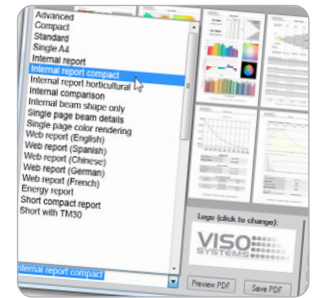 Advanced
Compact
Standard
Single A4
Internal report
Internal report compact
Internal report horticultural
Internal comparison
Internal beam shape only
Single page beam details
Single page color rendering
Web report (English)
Web report (Spanish)
Web report (Chinese)
Web report (German)
Web report (French)
Energy report
Short compact report
Short with TM30
Internal report compact
Logo (click to change):
VISO
SYSTEMS
Preview PDF
Save PDF